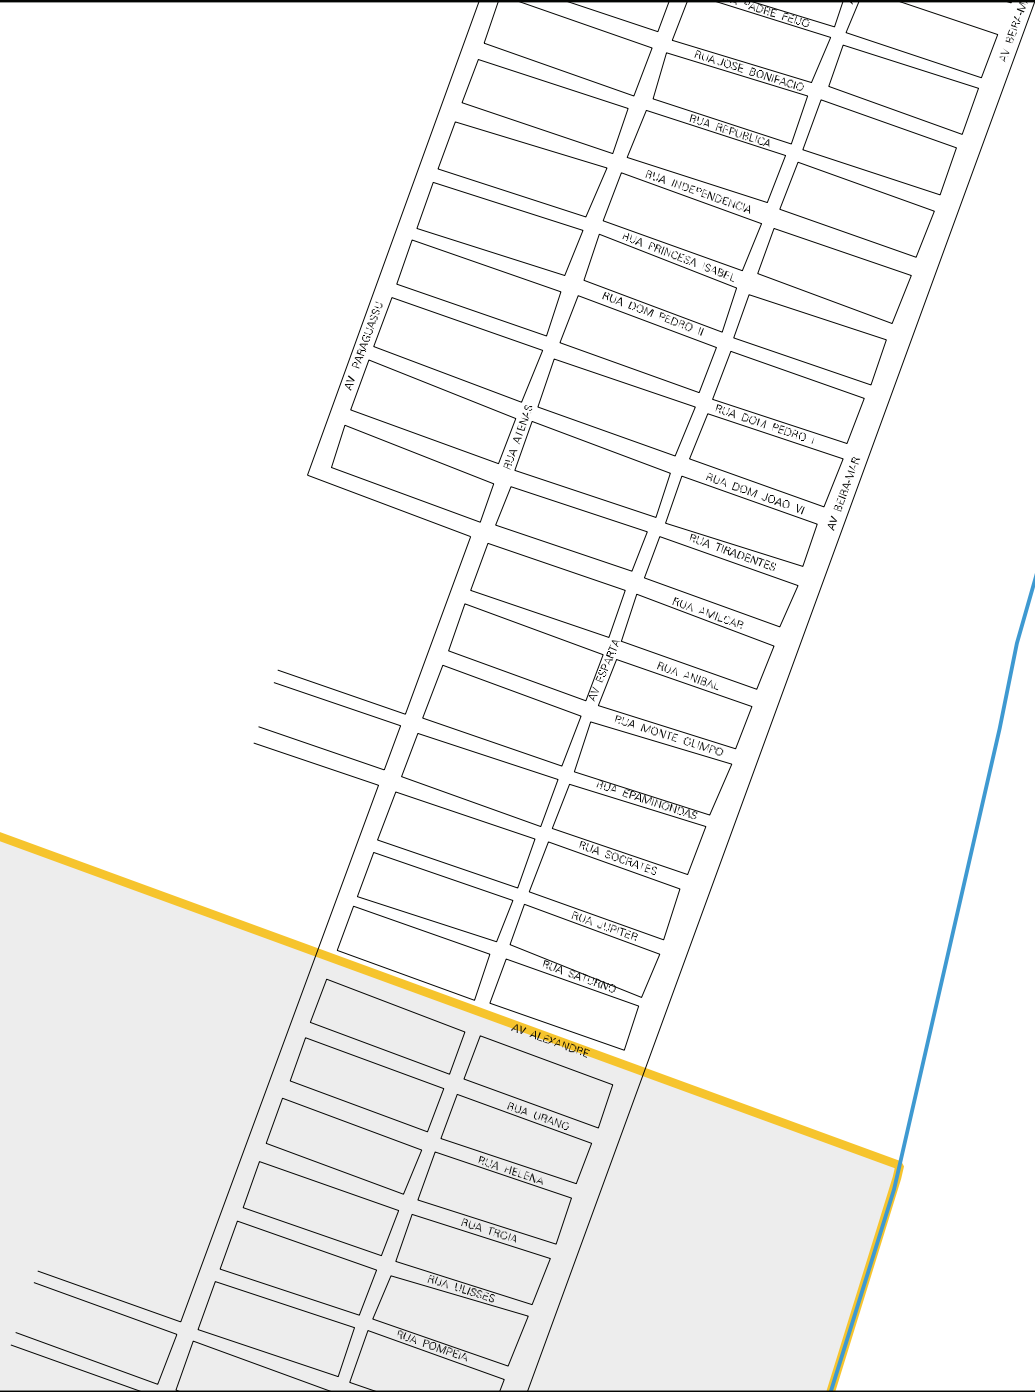 PADRE FEIJO
AV BEIRA-M
RUA JOSE BONIFACIO
RUA REPUBLICA
RUA INDEPENDENCIA
RUA PRINCESA ISABEL
RUA DOM PEDRO II
AV PARAGUASSU
RUA ATENAS
RUA DOM PEDRO I
AV BEIRA-MAR
RUA DOM JOAO VI
RUA TIRADENTES
RUA AMILCAR
AV ESPARTA
RUA ANIBAL
RUA MONTE OLIMPO
RUA EPAMINONDAS
RUA SOCRATES
RUA JUPITER
RUA SATURNO
AV ALEXANDRE
RUA URANO
RUA HELENA
RUA TROIA
RUA ULISSES
RUA POMPEIA